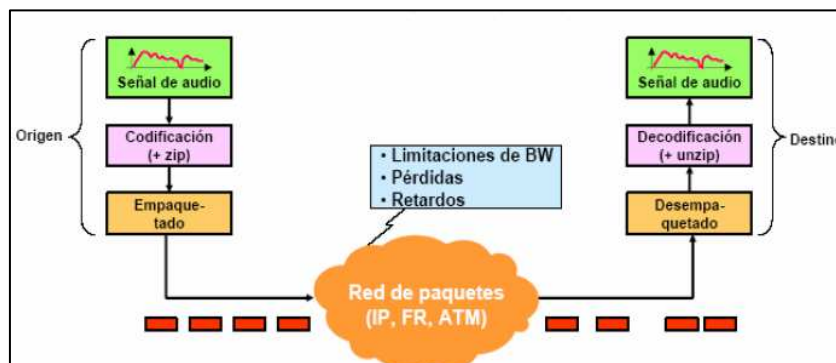 Señal de audio
Codificación
(+ zip)
Empaque-
tado
Origen
• Limitaciones de BW
• Pérdidas
• Retardos
Red de paquetes
(IP, FR, ATM)
Señal de audio
Decodificación
(+ unzip)
Desempa-
quetado
Destino